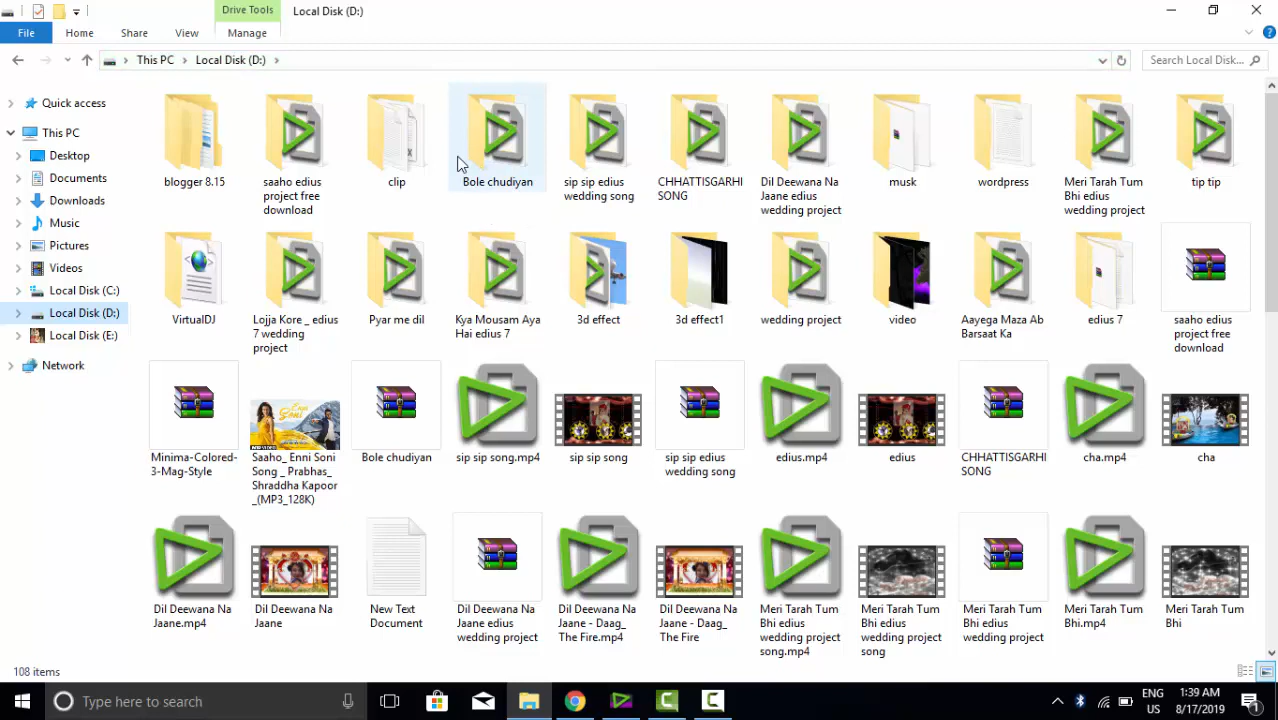 Drive Tools
Local Disk (D:)
File
Home
Share
View
Manage
This PC
Local Disk (D:)
Search Local Disk...
Quick access
This PC
Desktop
Documents
Downloads
Music
Pictures
Videos
Local Disk (C:)
Local Disk (D:)
Local Disk (E:)
Network
blogger 8.15
saaho edius
project free
download
clip
Bole chudiyan
sip sip edius
wedding song
CHHATTISGARHI
SONG
Dil Deewana Na
Jaane edius
wedding project
musk
wordpress
Meri Tarah Tum
Bhi edius
wedding project
tip tip
VirtualDJ
Lojja Kore _ edius
7 wedding
project
Pyar me dil
Kya Mousam Aya
Hai edius 7
3d effect
3d effect1
wedding project
video
Aayega Maza Ab
Barsaat Ka
edius 7
saaho edius
project free
download
Minima-Colored-
3-Mag-Style
Saaho_ Enni Soni
Song _ Prabhas_
Shraddha Kapoor
_(MP3_128K)
Bole chudiyan
sip sip song.mp4
sip sip song
sip sip edius
wedding song
edius.mp4
edius
CHHATTISGARHI
SONG
cha.mp4
cha
Dil Deewana Na
Jaane.mp4
Dil Deewana Na
Jaane
New Text
Document
Dil Deewana Na
Jaane edius
wedding project
Dil Deewana Na
Jaane - Daag_
The Fire.mp4
Dil Deewana Na
Jaane - Daag_
The Fire
Meri Tarah Tum
Bhi edius
wedding project
song.mp4
Meri Tarah Tum
Bhi edius
wedding project
song
Meri Tarah Tum
Bhi edius
wedding project
Meri Tarah Tum
Bhi.mp4
Meri Tarah Tum
Bhi
108 items
Type here to search
ENG
US
1:39 AM
8/17/2019